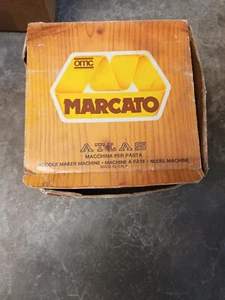 omc
MARCATO
ATLAS
MACCHINA PER PASTA
NOODLE MAKER MACHINE - MACHINE A PÂTE - NUDEL MACHINE
MADE IN ITALY